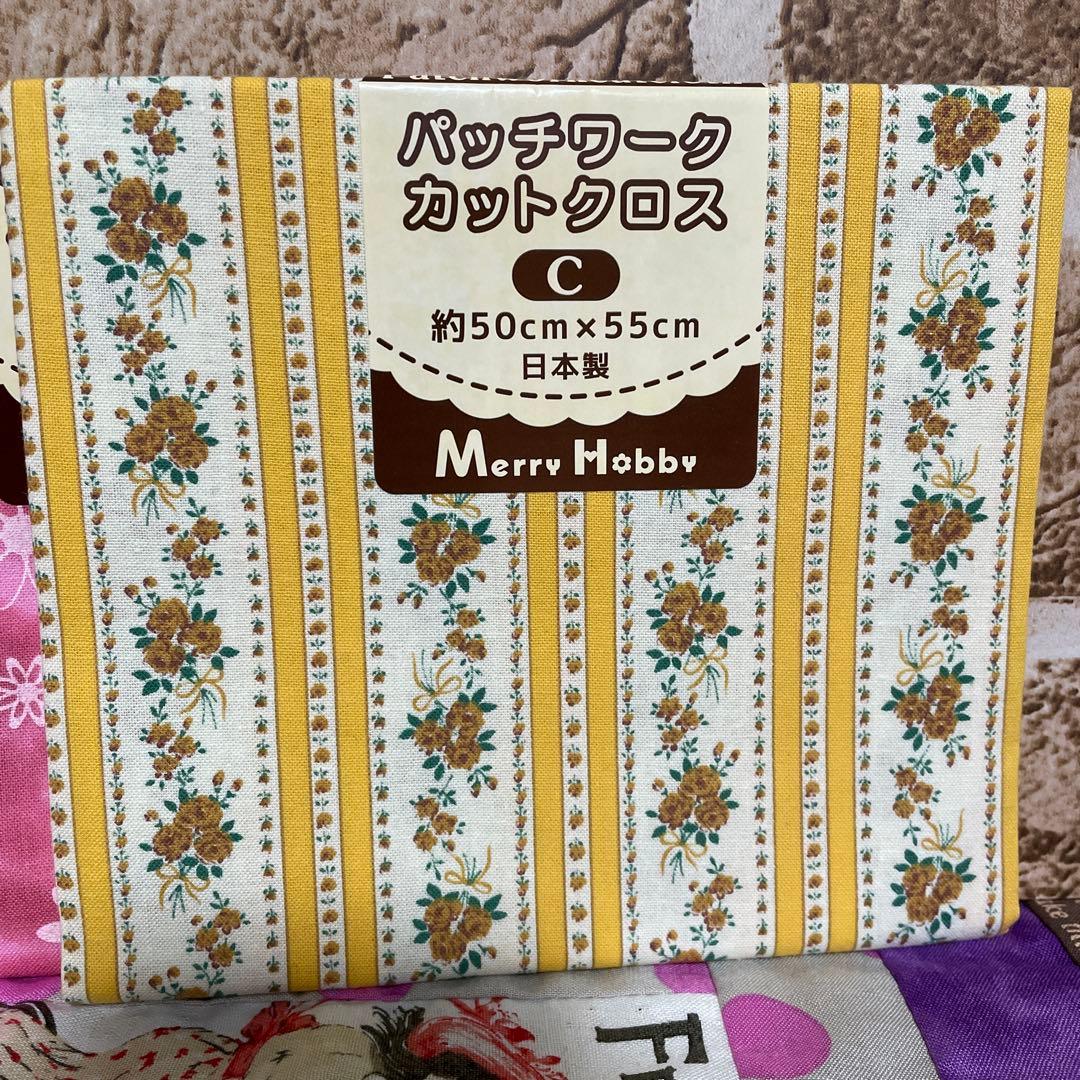 パッチワーク
カットクロス
C
約50cm×55cm
日本製
Merry Hobby